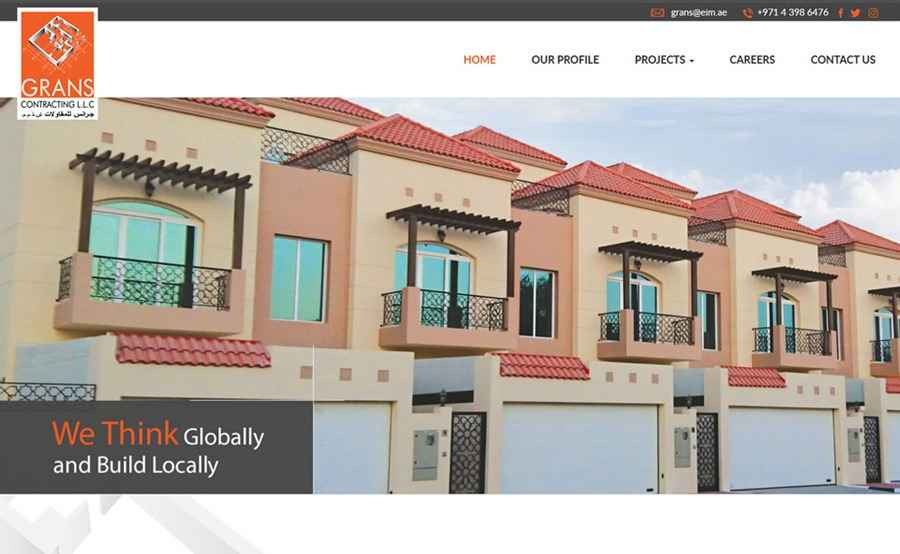 grans@eim.ae +971 4 398 6476
GRANS
CONTRACTING L.L.C
جرانس للمقاولات ش.ذ.م.م
HOME OUR PROFILE PROJECTS CAREERS CONTACT US
We Think Globally
and Build Locally